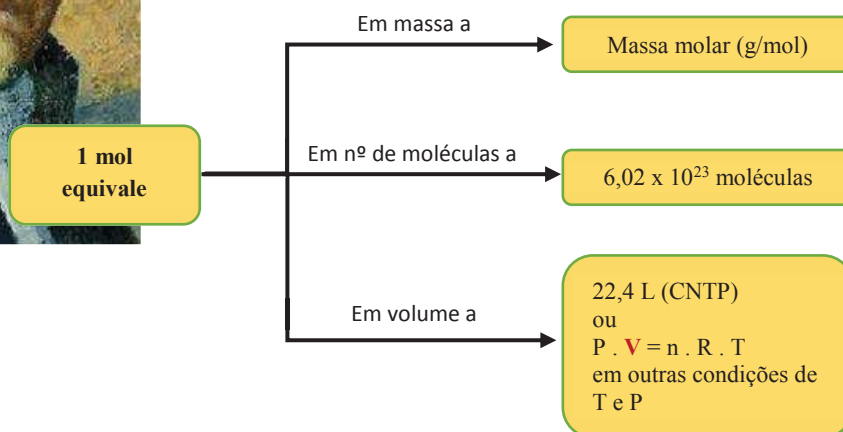 Em massa a
Massa molar (g/mol)
1 mol
equivale
Em nº de moléculas a
6,02 x 10²³ moléculas
Em volume a
22,4 L (CNTP)
ou
P . V = n . R . T
em outras condições de
T e P